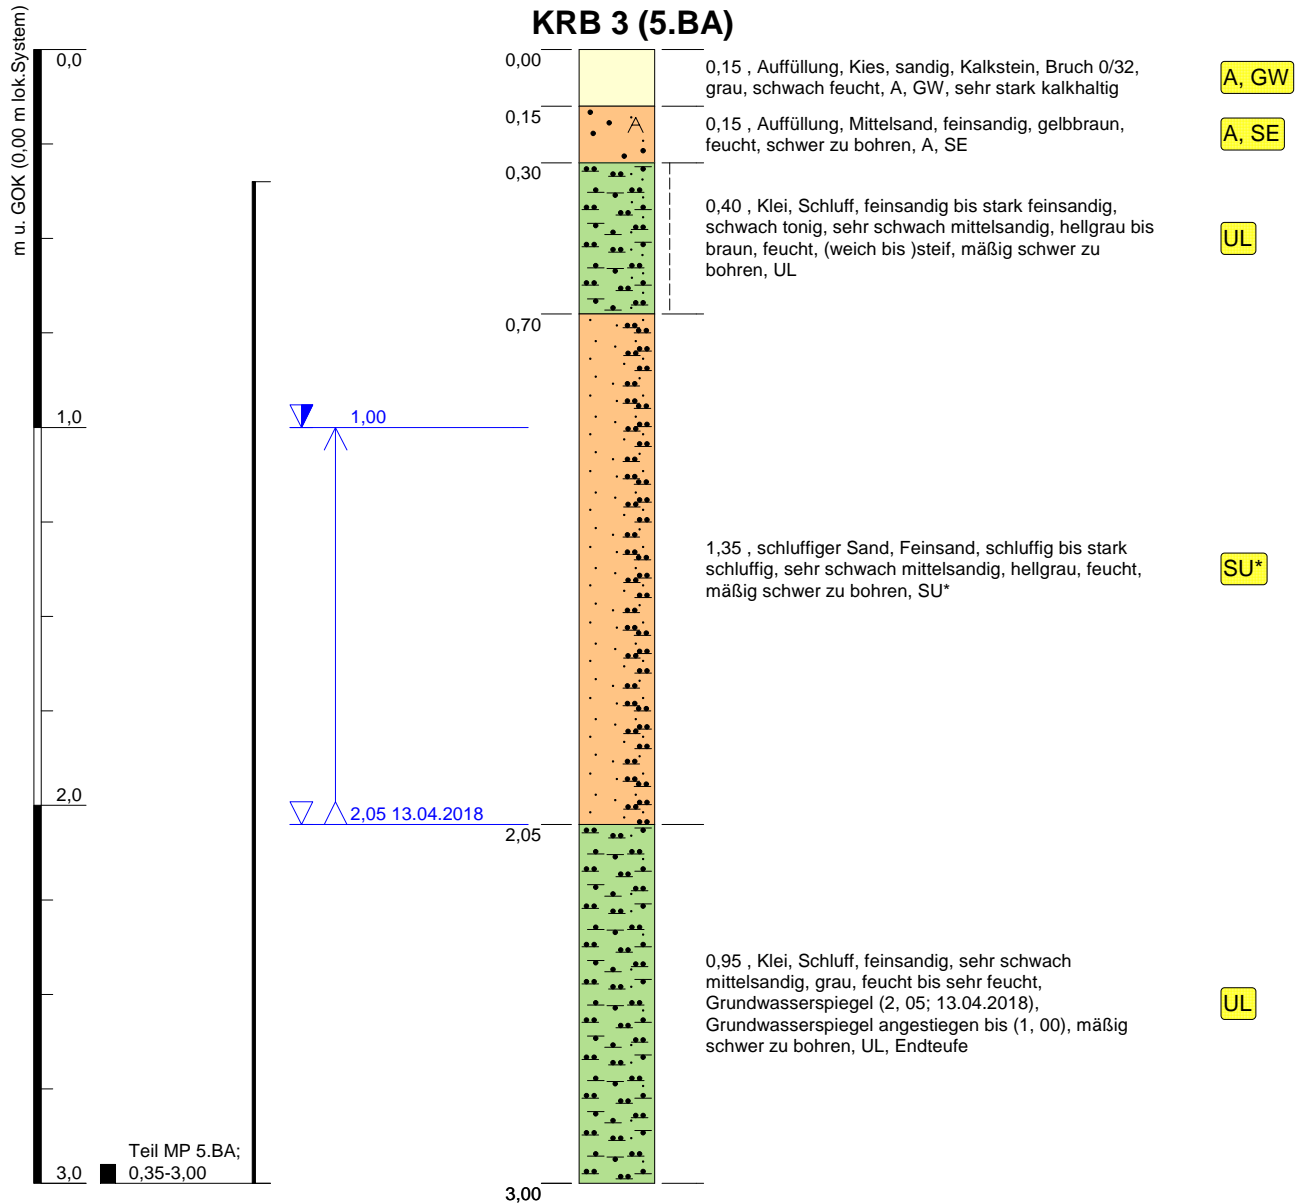 KRB 3 (5.BA)
m u. GOK (0,00 m lok.System)
0,0
1,0
2,0
3,0
Teil MP 5.BA;
0,35-3,00
1,00
2,05 13.04.2018
0,00
0,15
0,30
0,70
2,05
3,00
A
0,15 , Auffüllung, Kies, sandig, Kalkstein, Bruch 0/32,
grau, schwach feucht, A, GW, sehr stark kalkhaltig
A, GW
0,15 , Auffüllung, Mittelsand, feinsandig, gelbbraun,
feucht, schwer zu bohren, A, SE
A, SE
0,40 , Klei, Schluff, feinsandig bis stark feinsandig,
schwach tonig, sehr schwach mittelsandig, hellgrau bis
braun, feucht, (weich bis )steif, mäßig schwer zu
bohren, UL
UL
1,35 , schluffiger Sand, Feinsand, schluffig bis stark
schluffig, sehr schwach mittelsandig, hellgrau, feucht,
mäßig schwer zu bohren, SU*
SU*
0,95 , Klei, Schluff, feinsandig, sehr schwach
mittelsandig, grau, feucht bis sehr feucht,
Grundwasserspiegel (2, 05; 13.04.2018),
Grundwasserspiegel angestiegen bis (1, 00), mäßig
schwer zu bohren, UL, Endteufe
UL